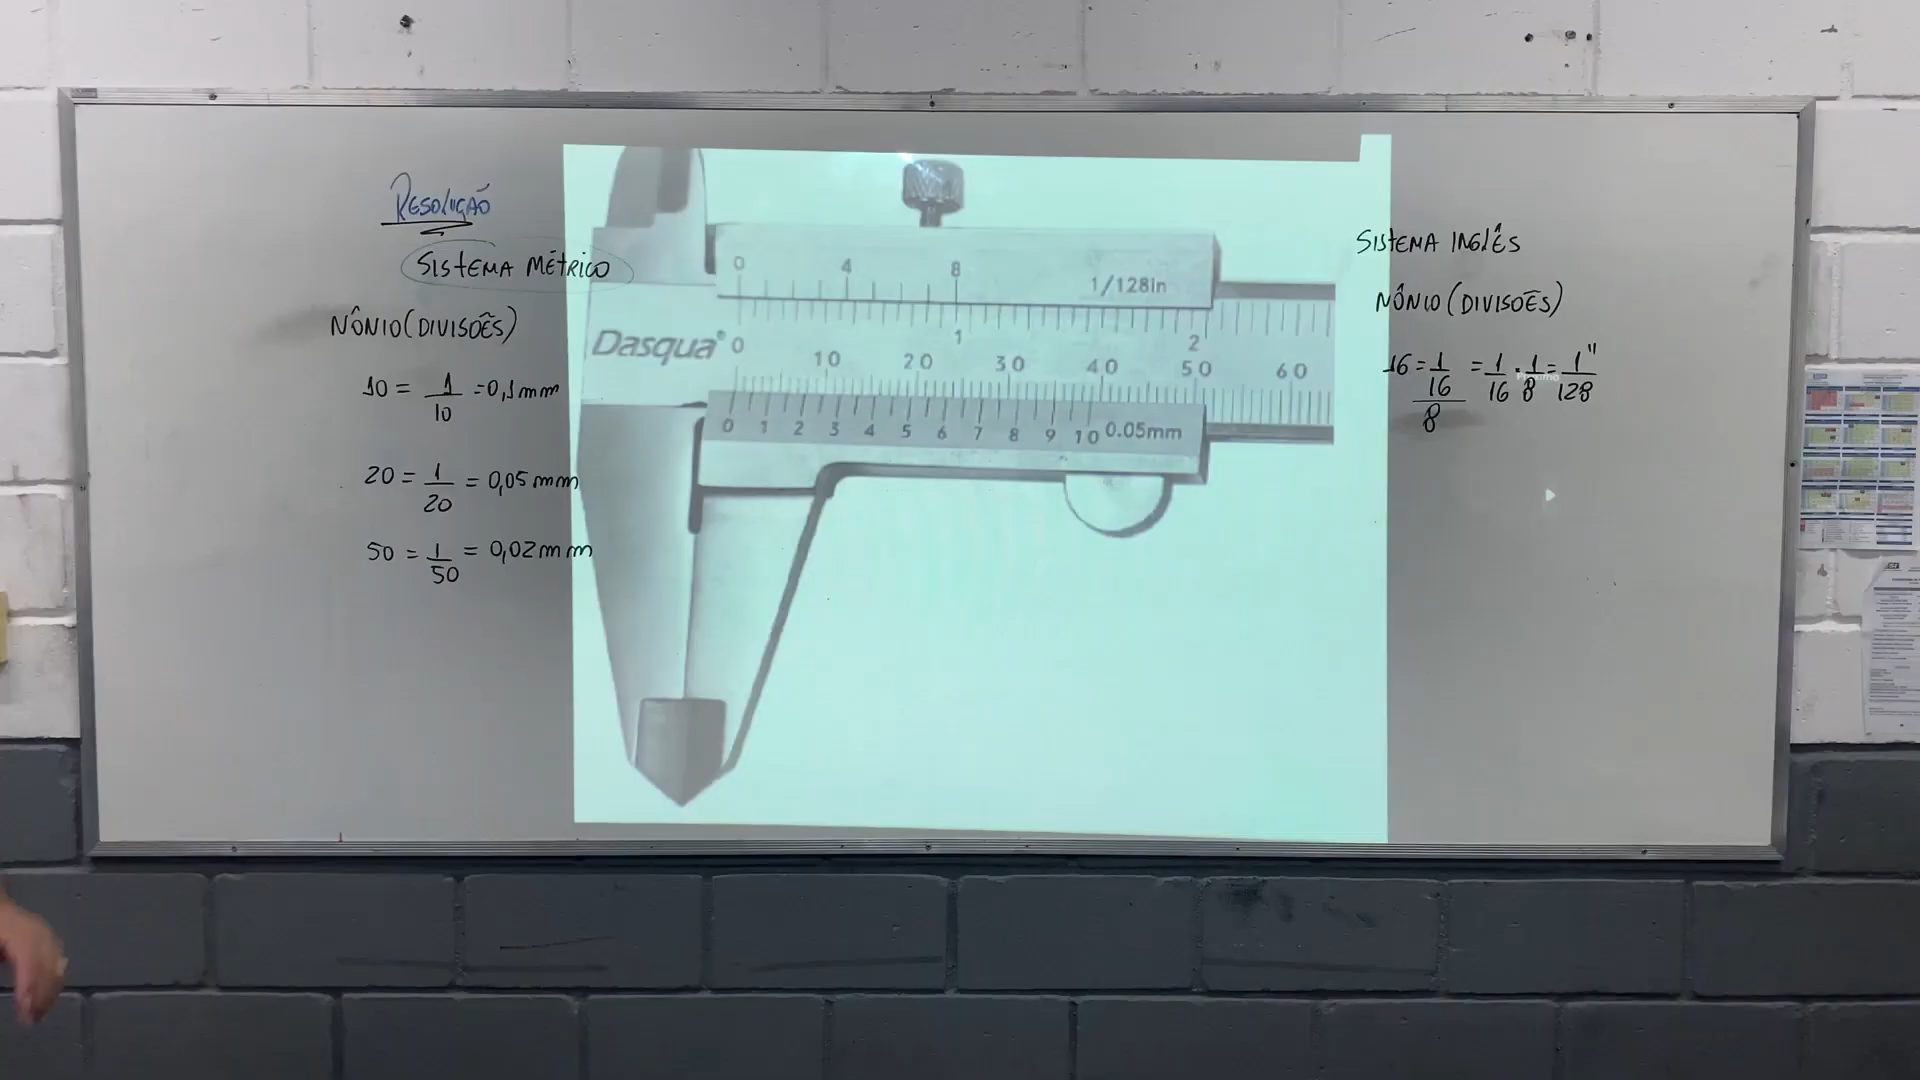 RESOLUÇÃO
SISTEMA MÉTRICO
NÔNIO (DIVISÕES)
10 = 1/10 = 0,1 mm
20 = 1/20 = 0,05 mm
50 = 1/50 = 0,02 mm
0 4 8 1/128in
Dasqua®
0 1 2
0 10 20 30 40 50 60
0 1 2 3 4 5 6 7 8 9 10 0.05mm
SISTEMA INGLÊS
NÔNIO (DIVISÕES)
16 = 1/16/8 = 1/16 · 1/8 = 1"/128